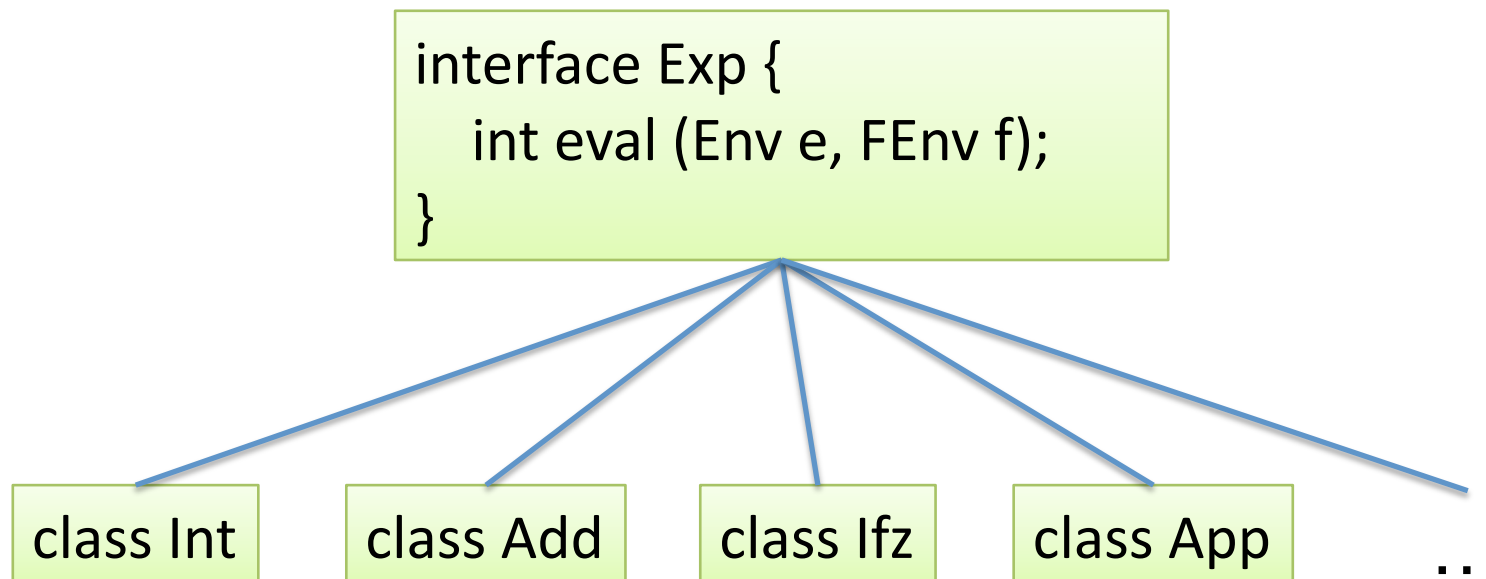 interface Exp {
int eval (Env e, FEnv f);
}
class Int
class Add
class Ifz
class App
..